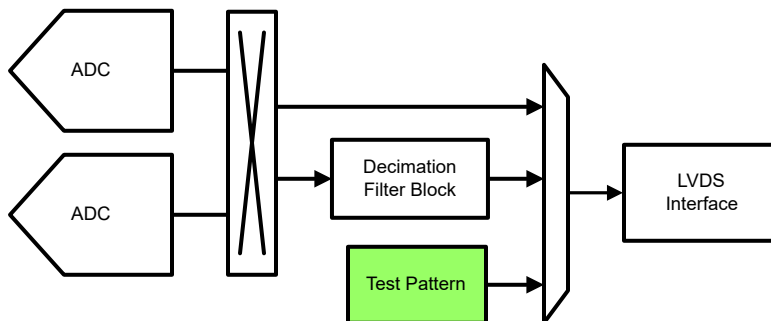 ADC
ADC
Decimation
Filter Block
Test Pattern
LVDS
Interface